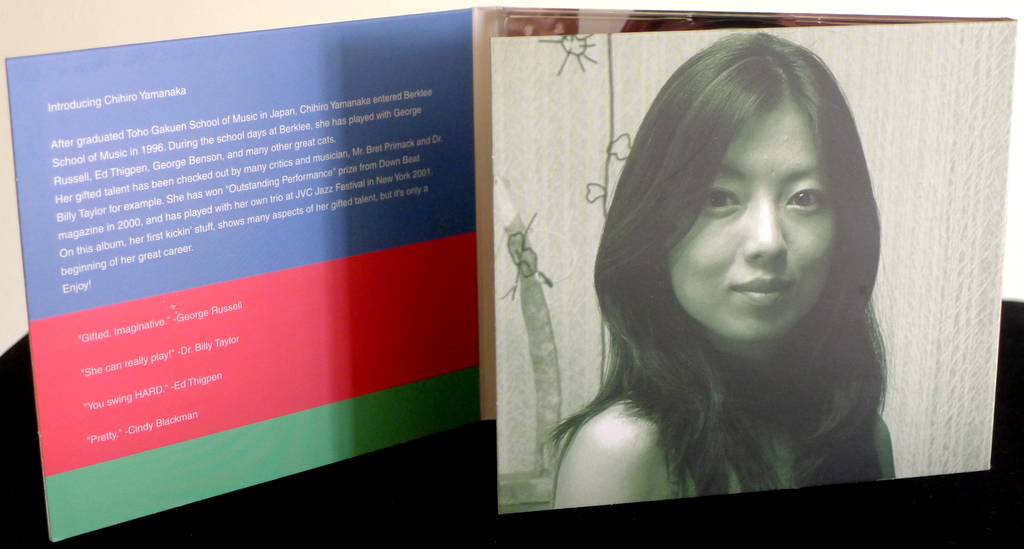 Introducing Chihiro Yamanaka
After graduated Toho Gakuen School of Music in Japan, Chihiro Yamanaka entered Berklee
School of Music in 1996. During the school days at Berklee, she has played with George
Russell, Ed Thigpen, George Benson, and many other great cats.
Her gifted talent has been checked out by many critics and musician, Mr. Bret Primack and Dr.
Billy Taylor for example. She has won "Outstanding Performance" prize from Down Beat
magazine in 2000, and has played with her own trio at JVC Jazz Festival in New York 2001.
On this album, her first kickin' stuff, shows many aspects of her gifted talent, but it's only a
beginning of her great career.
Enjoy!
"Gifted. Imaginative." -George Russell
"She can really play!" -Dr. Billy Taylor
"You swing HARD." -Ed Thigpen
"Pretty." -Cindy Blackman